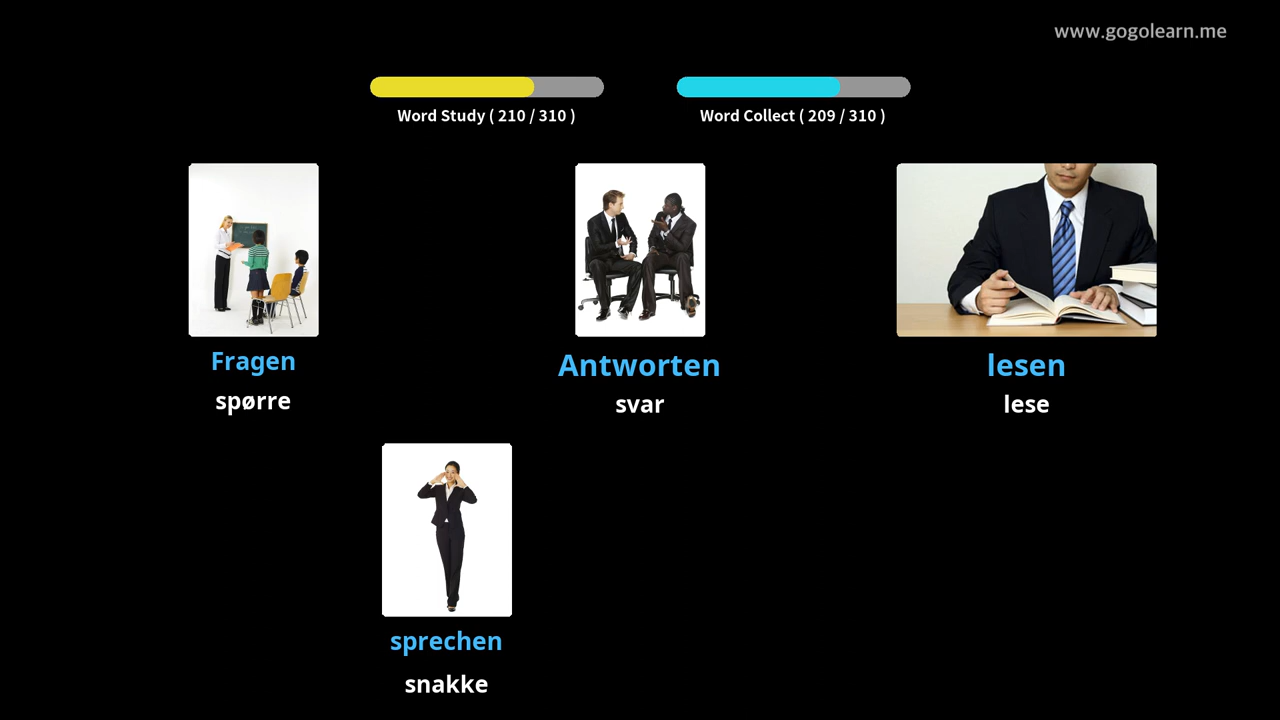 www.gogolearn.me
Word Study ( 210 / 310 )
Word Collect ( 209 / 310 )
Fragen
spørre
Antworten
svar
lesen
lese
sprechen
snakke